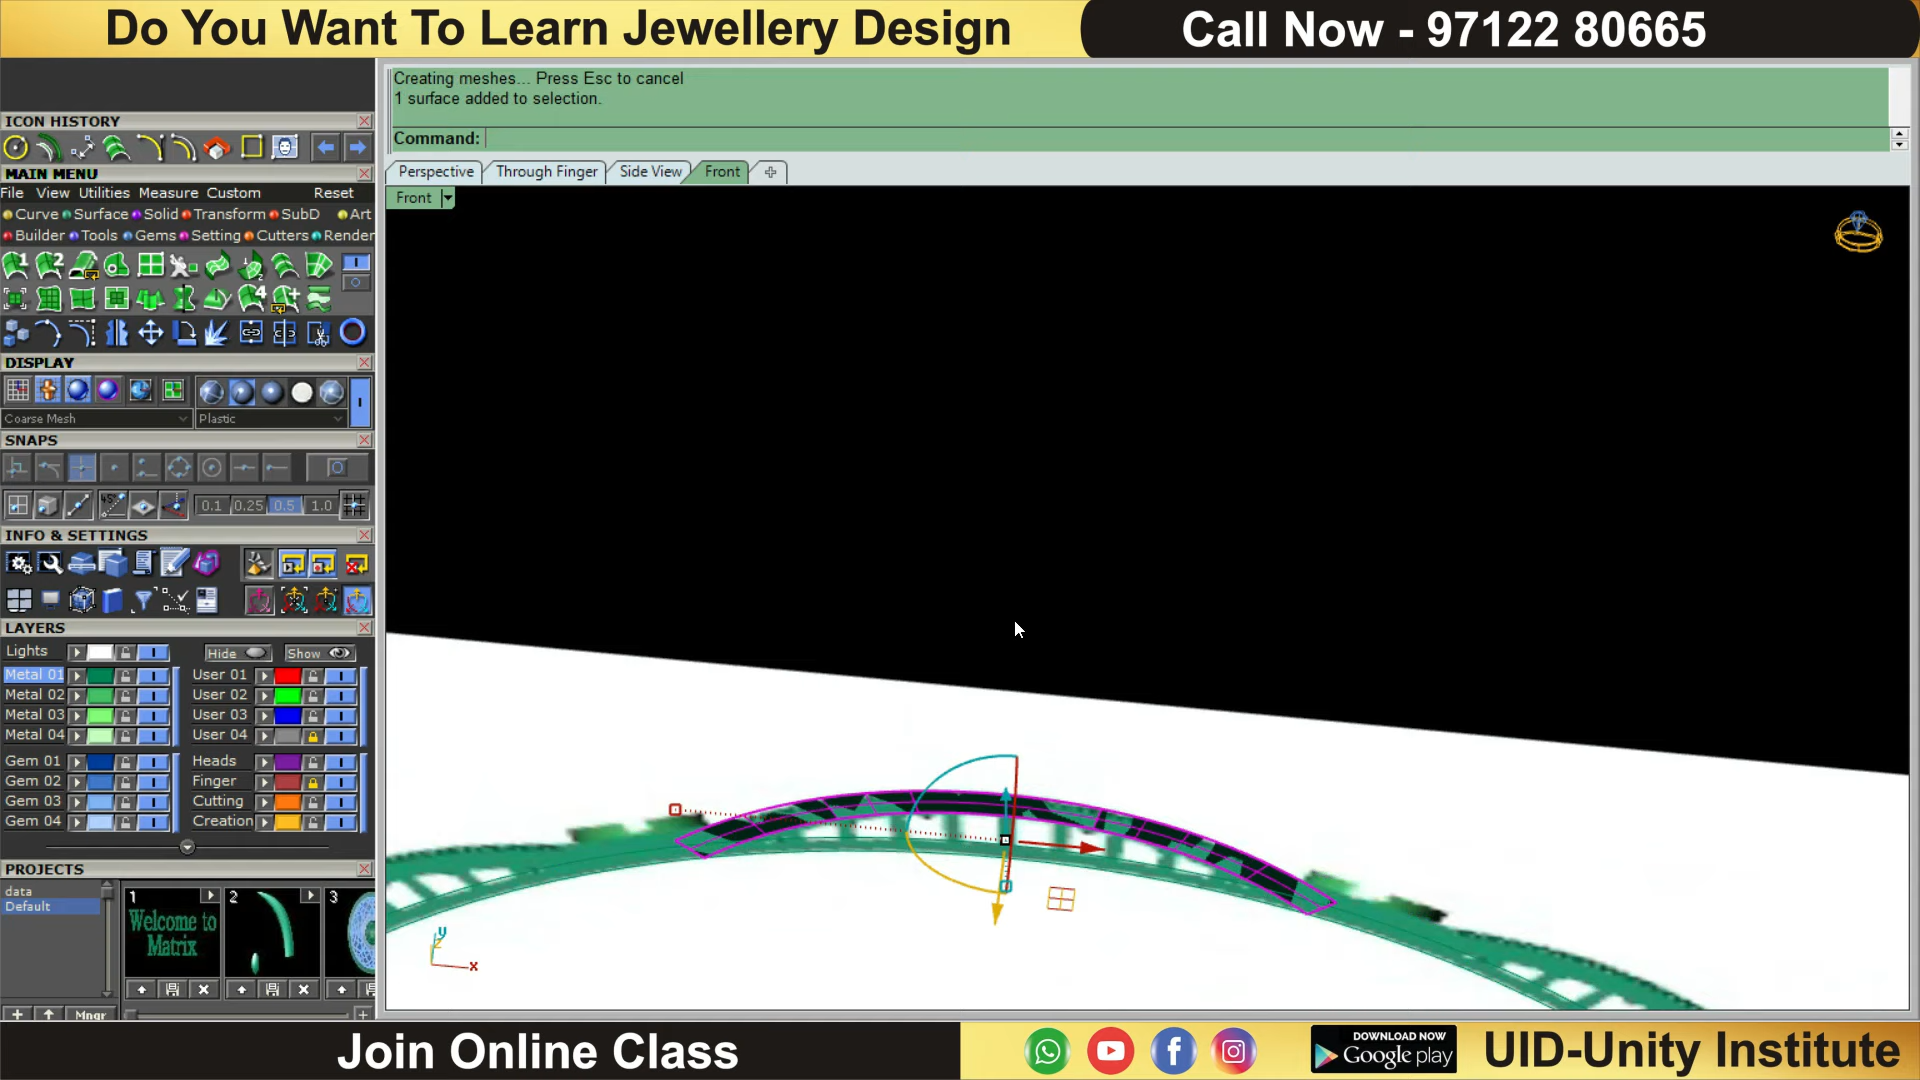 Do You Want To Learn Jewellery Design
Call Now - 97122 80665
Creating meshes... Press Esc to cancel
1 surface added to selection.
Command:
Perspective
Through Finger
Side View
Front
Front
ICON HISTORY
MAIN MENU
File View Utilities Measure Custom Reset
Curve Surface Solid Transform SubD Art
Builder Tools Gems Setting Cutters Render
1 2
2
4
DISPLAY
Coarse Mesh
Plastic
SNAPS
45°
0.1 0.25 0.5 1.0
INFO & SETTINGS
LAYERS
Lights Hide Show
Metal 01 User 01
Metal 02 User 02
Metal 03 User 03
Metal 04 User 04
Gem 01 Heads
Gem 02 Finger
Gem 03 Cutting
Gem 04 Creation
PROJECTS
data
Default
1 2 3
Welcome to
Matrix
Mngr
y
z
x
Join Online Class
DOWNLOAD NOW
Google play
UID-Unity Institute